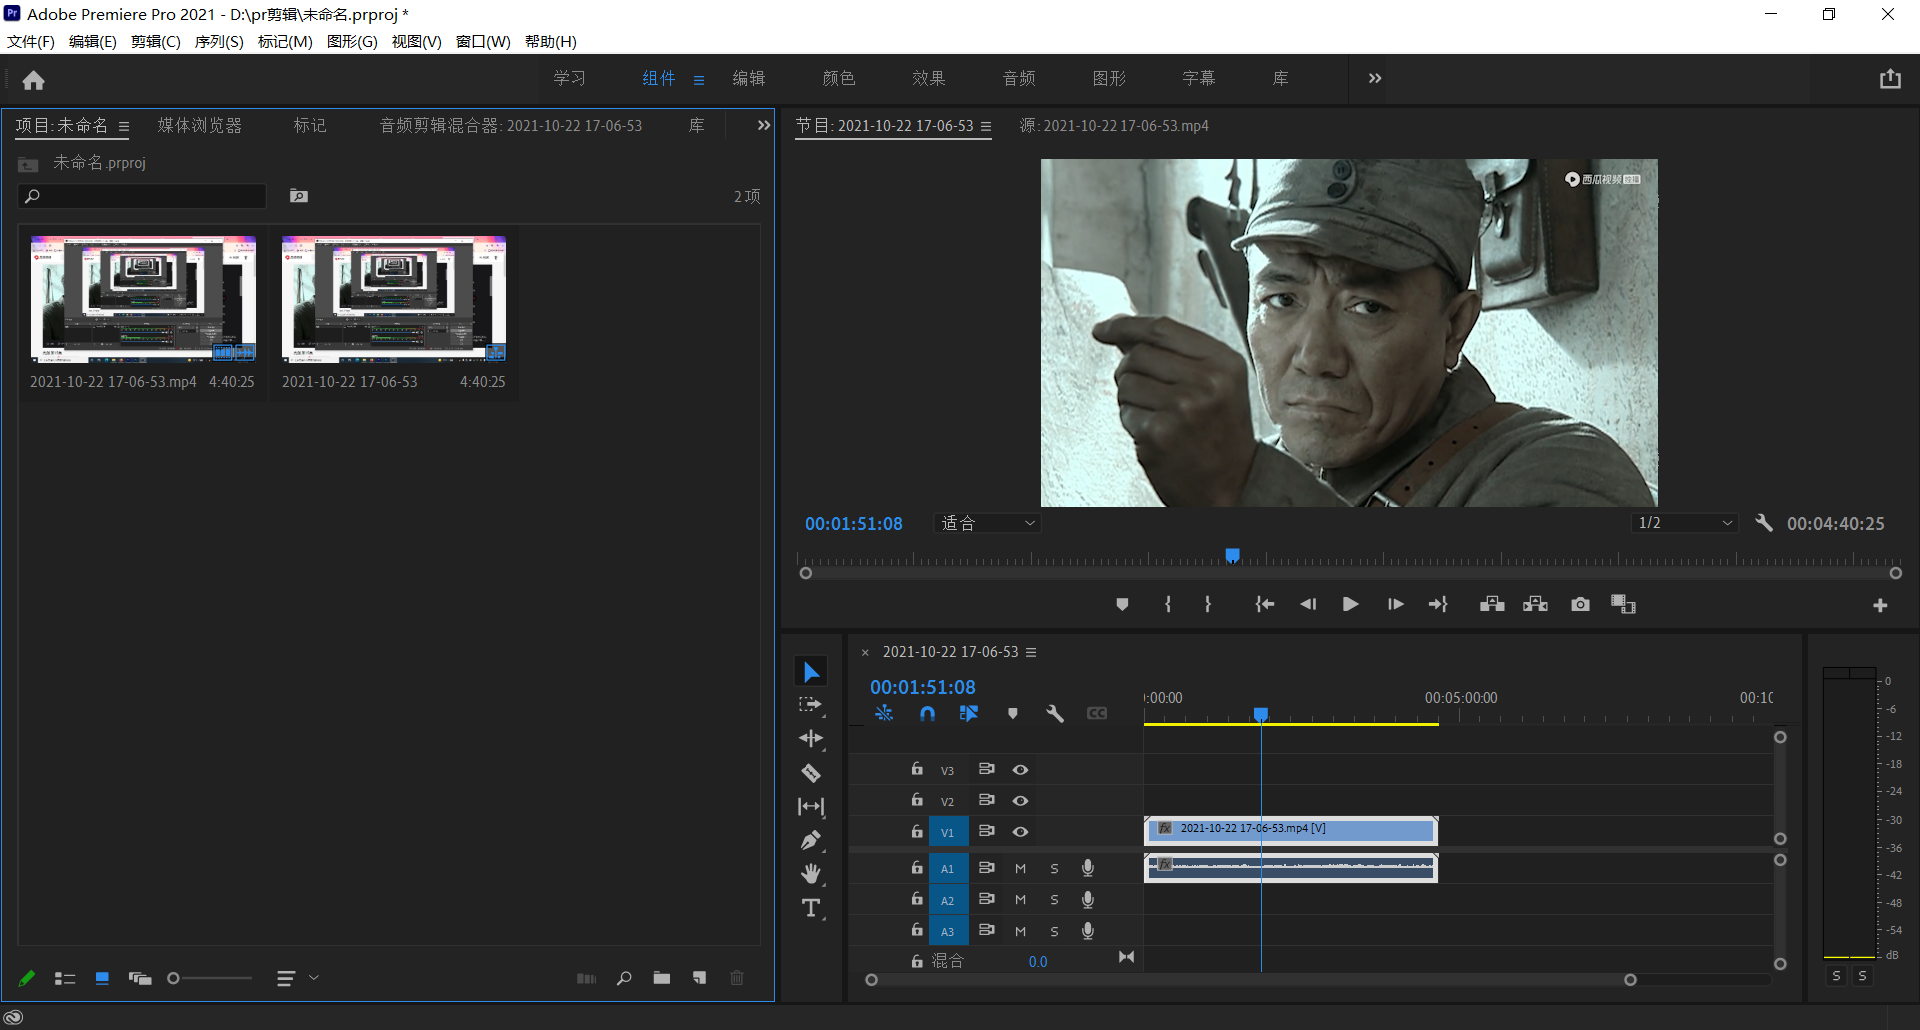 Adobe Premiere Pro 2021 - D:\pr剪辑\未命名.prproj *
文件(F) 编辑(E) 剪辑(C) 序列(S) 标记(M) 图形(G) 视图(V) 窗口(W) 帮助(H)
学习 组件 编辑 颜色 效果 音频 图形 字幕 库
项目: 未命名 媒体浏览器 标记 音频剪辑混合器: 2021-10-22 17-06-53 库
节目: 2021-10-22 17-06-53 源: 2021-10-22 17-06-53.mp4
未命名.prproj
2 项
西瓜视频
2021-10-22 17-06-53.mp4 4:40:25
2021-10-22 17-06-53 4:40:25
00:01:51:08 适合 1/2 00:04:40:25
× 2021-10-22 17-06-53
00:01:51:08
:00:00 00:05:00:00 00:10
V3
V2
V1 fx 2021-10-22 17-06-53.mp4 [V]
A1 M S fx
A2 M S
A3 M S
混合 0.0
0
-6
-12
-18
-24
-30
-36
-42
-48
-54
dB
S S